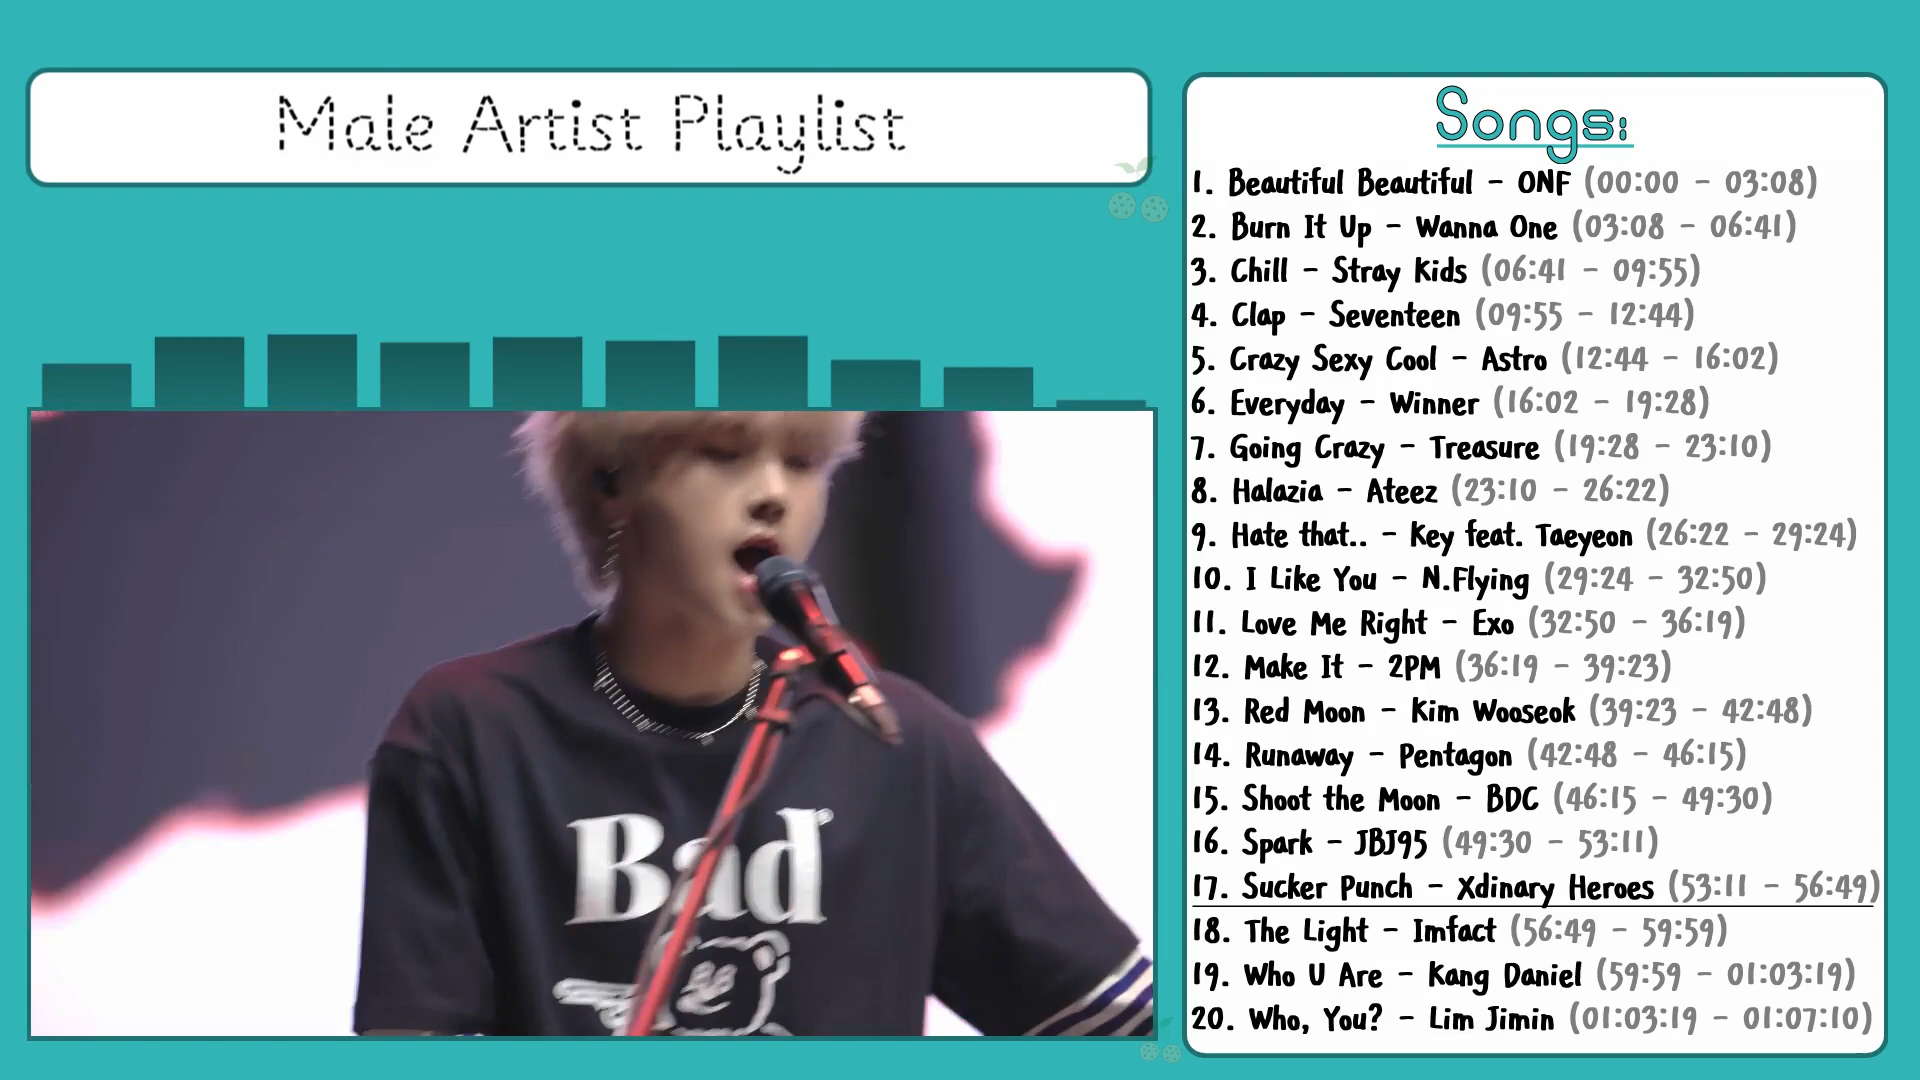 Male Artist Playlist
Songs:
1. Beautiful Beautiful - ONF (00:00 - 03:08)
2. Burn It Up - Wanna One (03:08 - 06:41)
3. Chill - Stray Kids (06:41 - 09:55)
4. Clap - Seventeen (09:55 - 12:44)
5. Crazy Sexy Cool - Astro (12:44 - 16:02)
6. Everyday - Winner (16:02 - 19:28)
7. Going Crazy - Treasure (19:28 - 23:10)
8. Halazia - Ateez (23:10 - 26:22)
9. Hate that.. - Key feat. Taeyeon (26:22 - 29:24)
10. I Like You - N.Flying (29:24 - 32:50)
11. Love Me Right - Exo (32:50 - 36:19)
12. Make It - 2PM (36:19 - 39:23)
13. Red Moon - Kim Wooseok (39:23 - 42:48)
14. Runaway - Pentagon (42:48 - 46:15)
15. Shoot the Moon - BDC (46:15 - 49:30)
16. Spark - JBJ95 (49:30 - 53:11)
17. Sucker Punch - Xdinary Heroes (53:11 - 56:49)
18. The Light - Imfact (56:49 - 59:59)
19. Who U Are - Kang Daniel (59:59 - 01:03:19)
20. Who, You? - Lim Jimin (01:03:19 - 01:07:10)
Bad